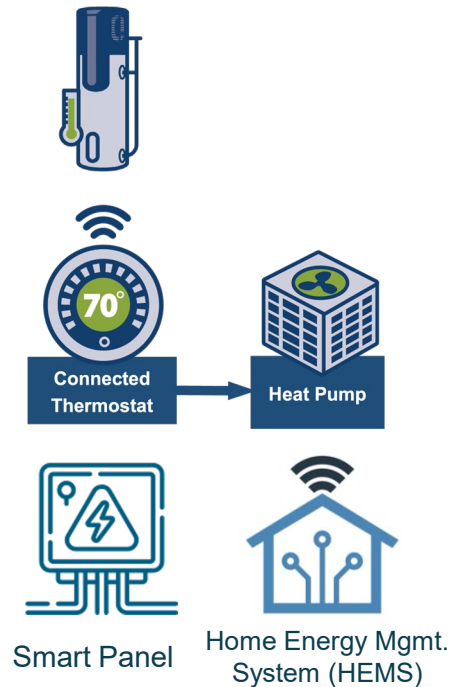 70°
Connected
Thermostat
Heat Pump
Smart Panel
Home Energy Mgmt.
System (HEMS)